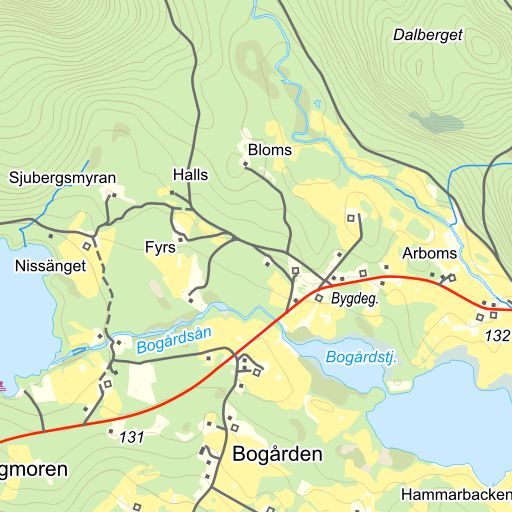 Dalberget
Bloms
Halls
Sjubergsmyran
Fyrs
Arboms
Nissänget
Bygdeg.
132
Bogårdsån
Bogårdstj.
131
Bogården
gmoren
Hammarbacken